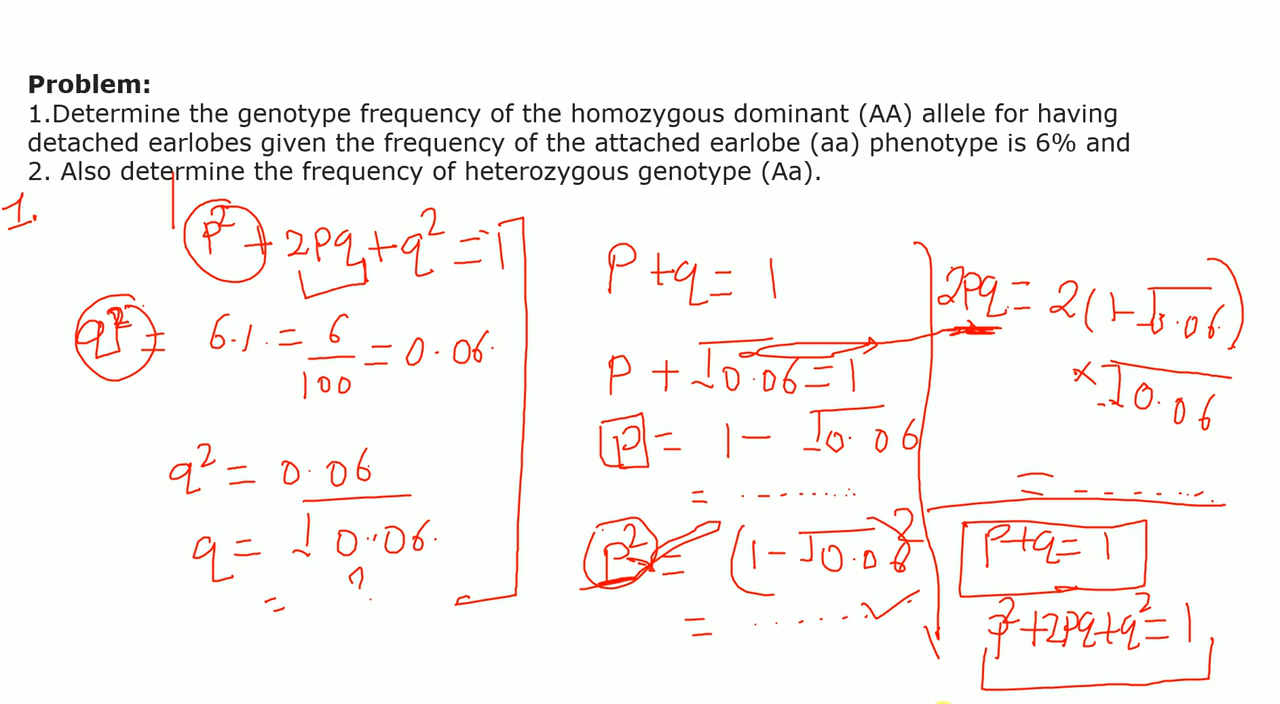 Problem:
1.Determine the genotype frequency of the homozygous dominant (AA) allele for having
detached earlobes given the frequency of the attached earlobe (aa) phenotype is 6% and
2. Also determine the frequency of heterozygous genotype (Aa).
1.
p² + 2pq + q² = 1
q² = 6% = 6/100 = 0.06
q² = 0.06
q = √0.06
= ?
p + q = 1
p + √0.06 = 1
p = 1 - √0.06
= ........
p² = (1 - √0.06)²
= ........
2pq = 2(1 - √0.06)
× √0.06
= ........
p + q = 1
p² + 2pq + q² = 1